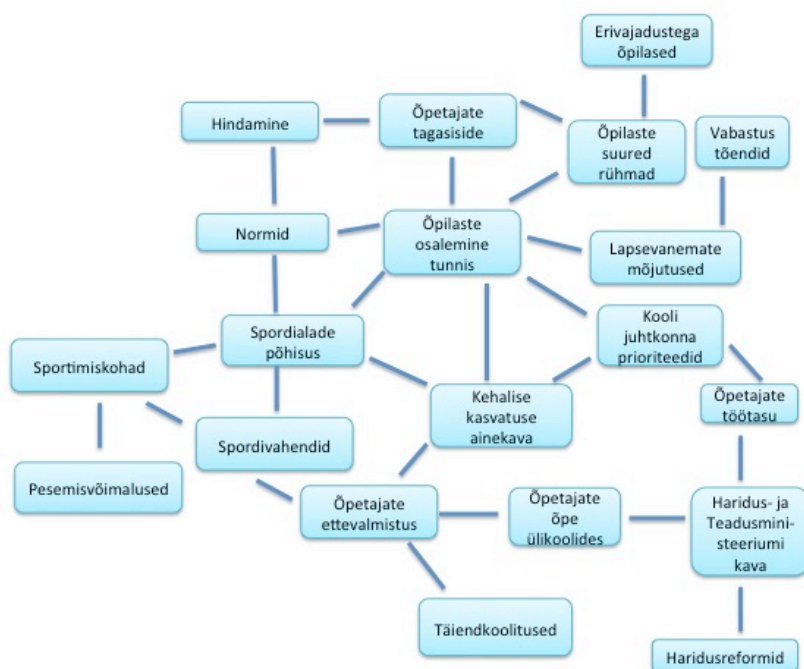 Erivajadustega
õpilased
Hindamine
Õpetajate
tagasiside
Õpilaste
suured
rühmad
Vabastus
tõendid
Normid
Õpilaste
osalemine
tunnis
Lapsevanemate
mõjutused
Spordialade
põhisus
Kooli
juhtkonna
prioriteedid
Sportimiskohad
Kehalise
kasvatuse
ainekava
Õpetajate
töötasu
Spordivahendid
Pesemisvõimalused
Õpetajate
ettevalmistus
Õpetajate
õpe
ülikoolides
Haridus- ja
Teadusmini-
steeriumi
kava
Täiendkoolitused
Haridusreformid